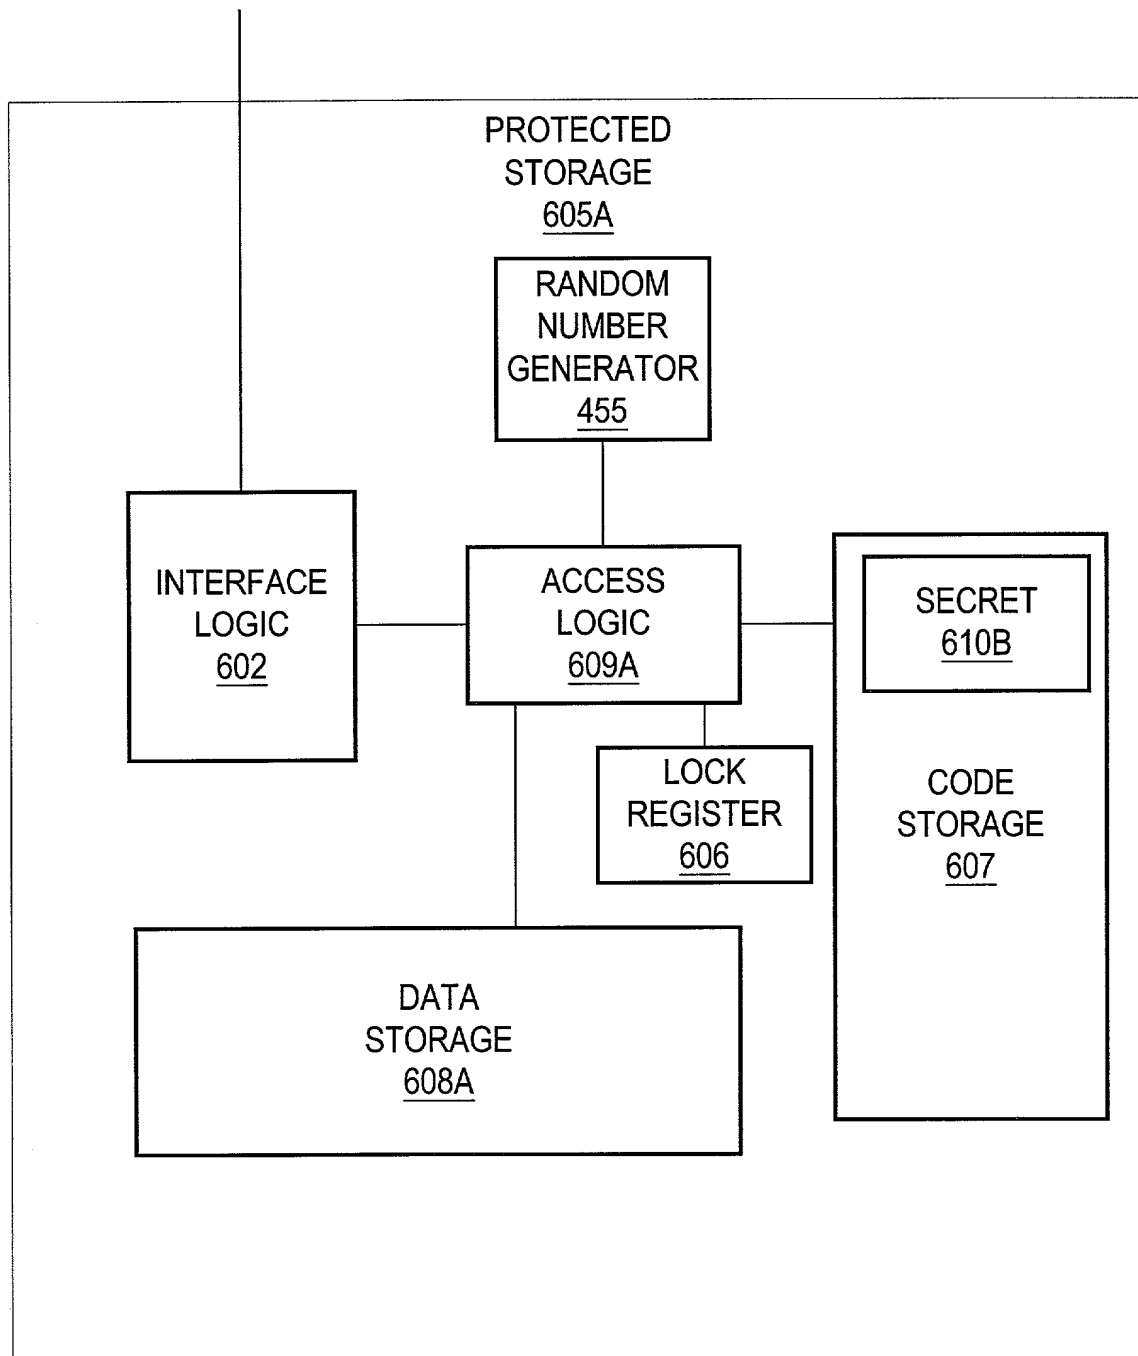 PROTECTED
STORAGE
605A
RANDOM
NUMBER
GENERATOR
455
INTERFACE
LOGIC
602
ACCESS
LOGIC
609A
SECRET
610B
LOCK
REGISTER
606
CODE
STORAGE
607
DATA
STORAGE
608A